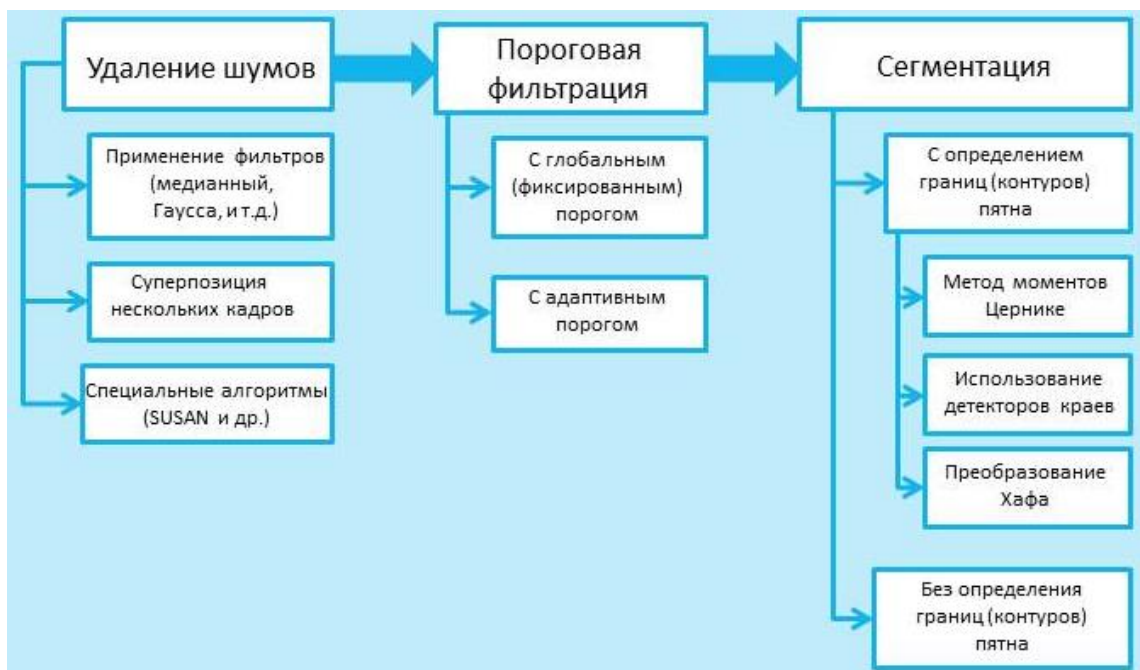 Удаление шумов
Применение фильтров
(медианный,
Гаусса, и т.д.)
Суперпозиция
нескольких кадров
Специальные алгоритмы
(SUSAN и др.)
Пороговая
фильтрация
С глобальным
(фиксированным)
порогом
С адаптивным
порогом
Сегментация
С определением
границ (контуров)
пятна
Метод моментов
Цернике
Использование
детекторов краев
Преобразование
Хафа
Без определения
границ (контуров)
пятна